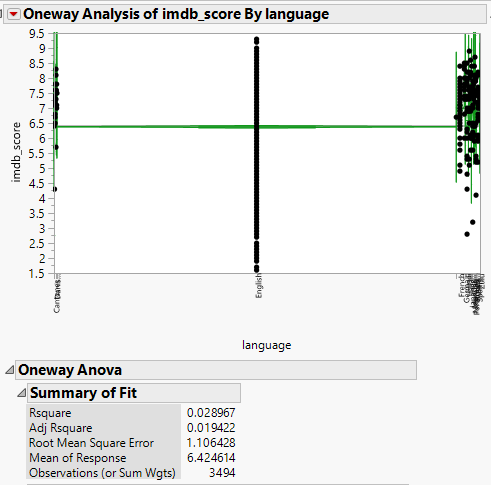 Oneway Analysis of imdb_score By language
9.5
9
8.5
8
7.5
7
6.5
6
5.5
5
4.5
4
3.5
3
2.5
2
1.5
imdb_score
English
French
language
Oneway Anova
Summary of Fit
Rsquare 0.028967
Adj Rsquare 0.019422
Root Mean Square Error 1.106428
Mean of Response 6.424614
Observations (or Sum Wgts) 3494